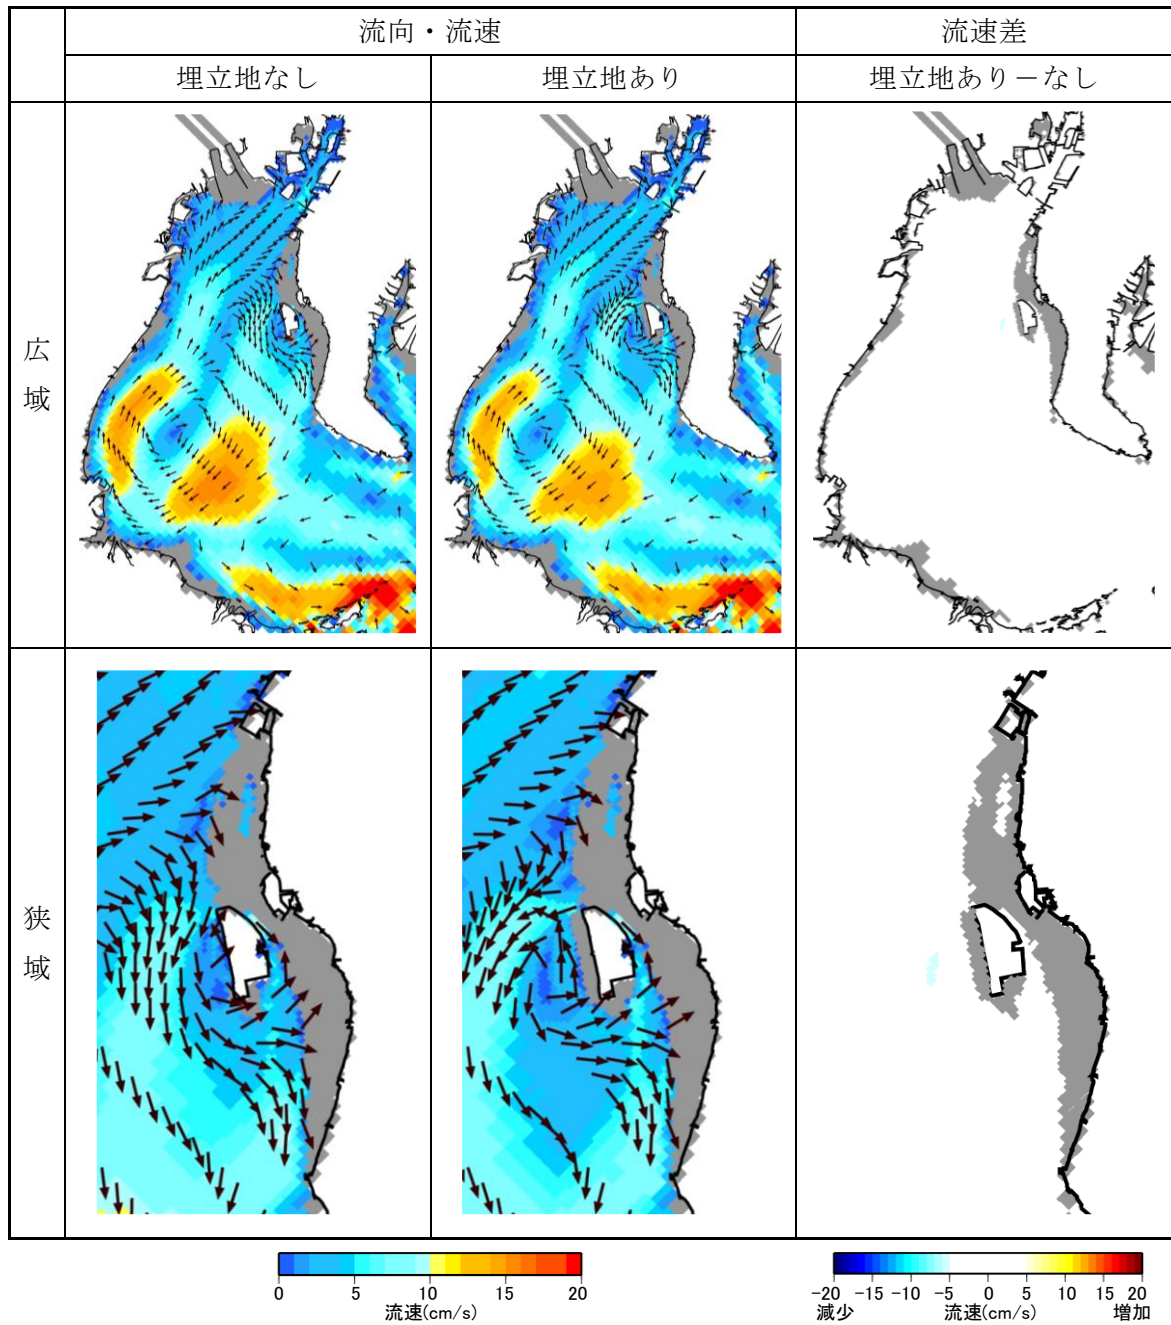 流向・流速
流速差
埋立地なし
埋立地あり
埋立地あり－なし
広域
狭域
0 5 10 15 20
流速(cm/s)
-20 -15 -10 -5 0 5 10 15 20
減少 流速(cm/s) 増加